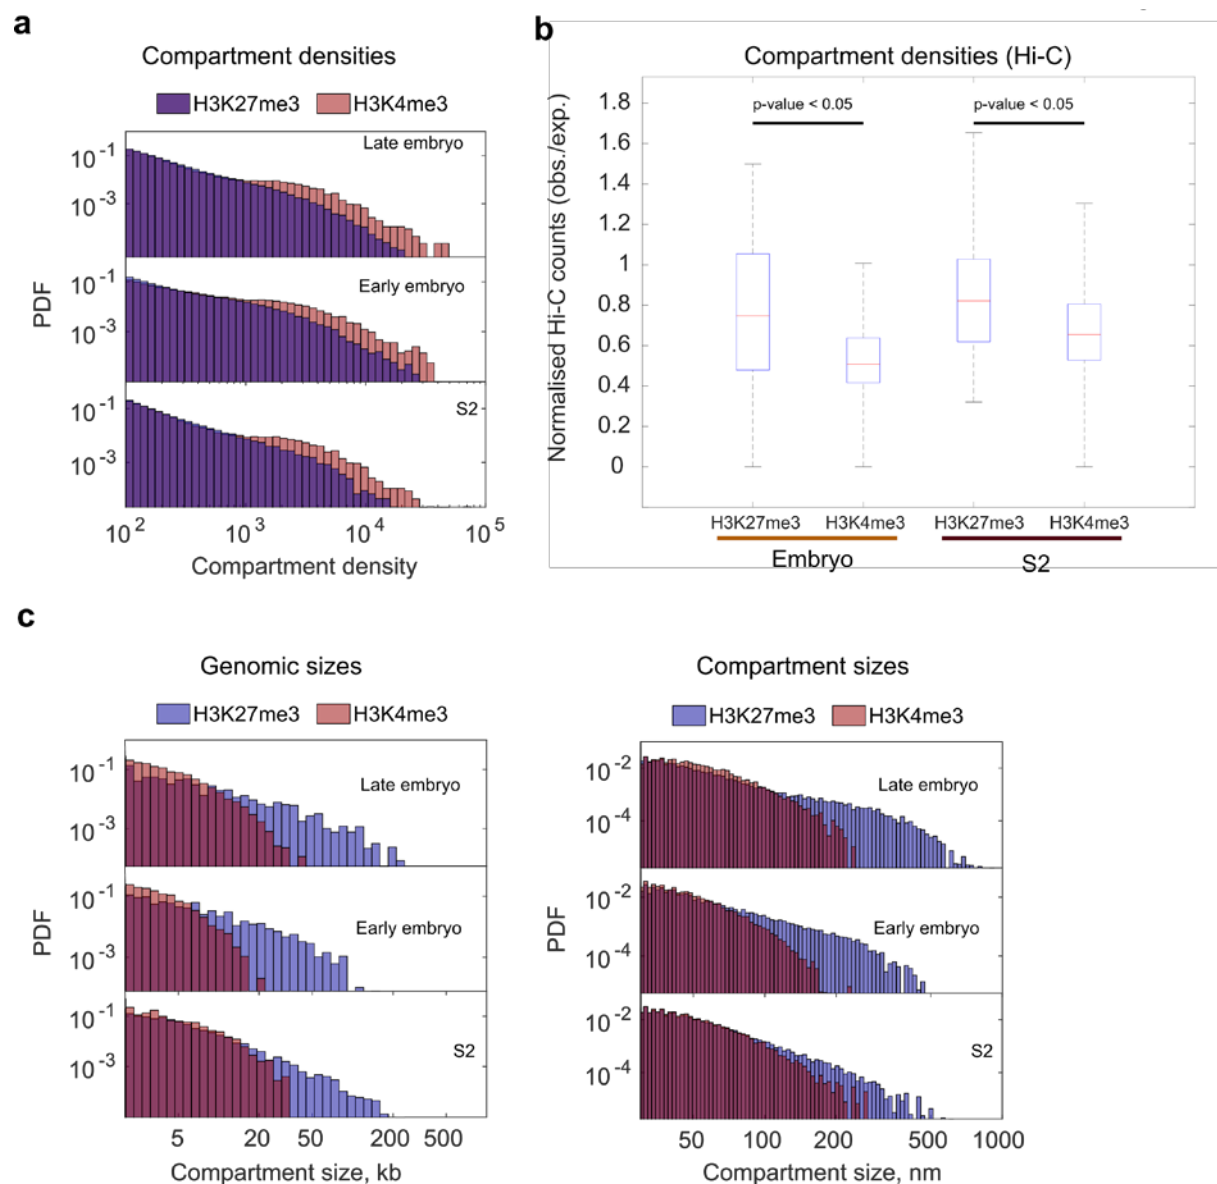 a
Compartment densities
H3K27me3 H3K4me3
Late embryo
10^-1
10^-3
Early embryo
10^-1
10^-3
S2
10^-1
10^-3
PDF
10^2 10^3 10^4 10^5
Compartment density
b
Compartment densities (Hi-C)
p-value < 0.05 p-value < 0.05
1.8
1.6
1.4
1.2
1
0.8
0.6
0.4
0.2
0
Normalised Hi-C counts (obs./exp.)
H3K27me3 H3K4me3 H3K27me3 H3K4me3
Embryo S2
c
Genomic sizes
H3K27me3 H3K4me3
Late embryo
10^-1
10^-3
Early embryo
10^-1
10^-3
S2
10^-1
10^-3
PDF
5 20 50 200 500
Compartment size, kb
Compartment sizes
H3K27me3 H3K4me3
Late embryo
10^-2
10^-4
Early embryo
10^-2
10^-4
S2
10^-2
10^-4
PDF
50 100 200 500 1000
Compartment size, nm